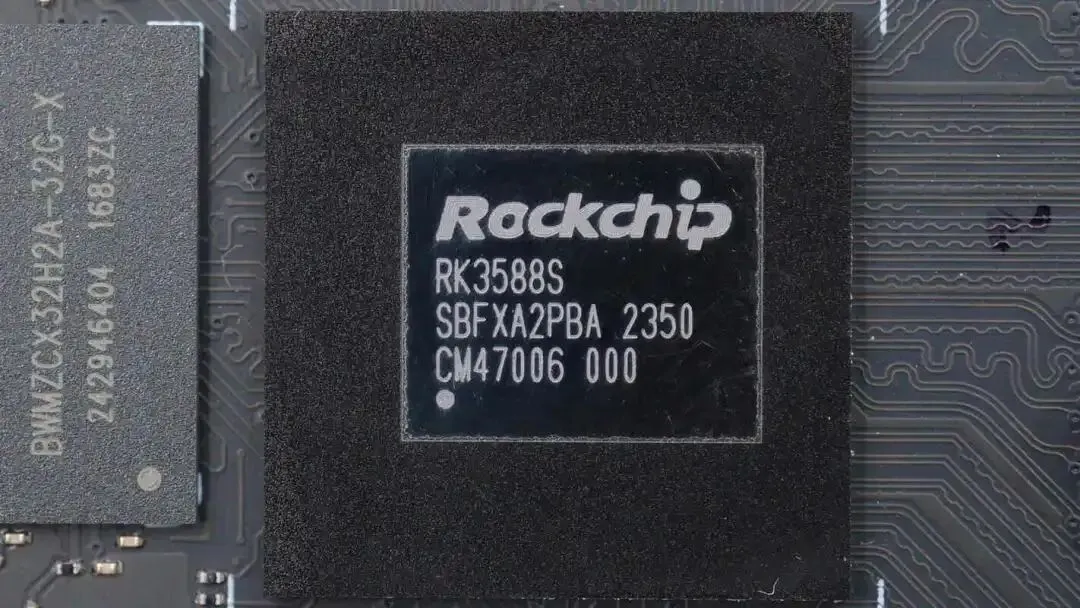 Rockchip
RK3588S
SBFXA2PBA 2350
CM47006 000
BWMZCX32H2A-32G-X
242946404 1683ZC